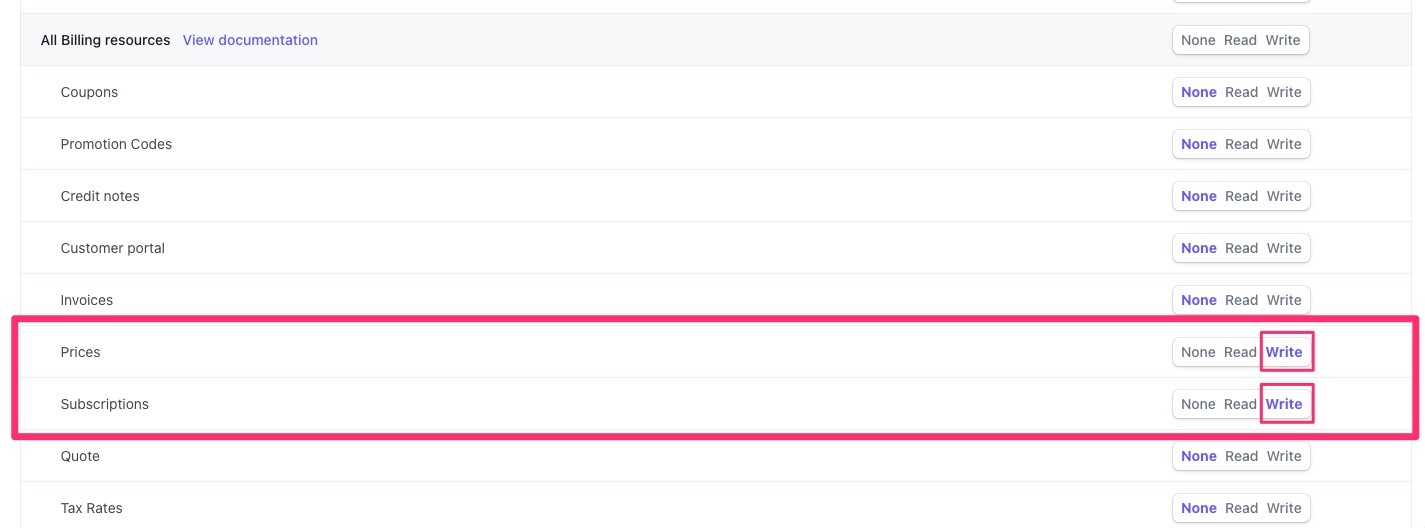 All Billing resources View documentation None Read Write
Coupons None Read Write
Promotion Codes None Read Write
Credit notes None Read Write
Customer portal None Read Write
Invoices None Read Write
Prices None Read Write
Subscriptions None Read Write
Quote None Read Write
Tax Rates None Read Write